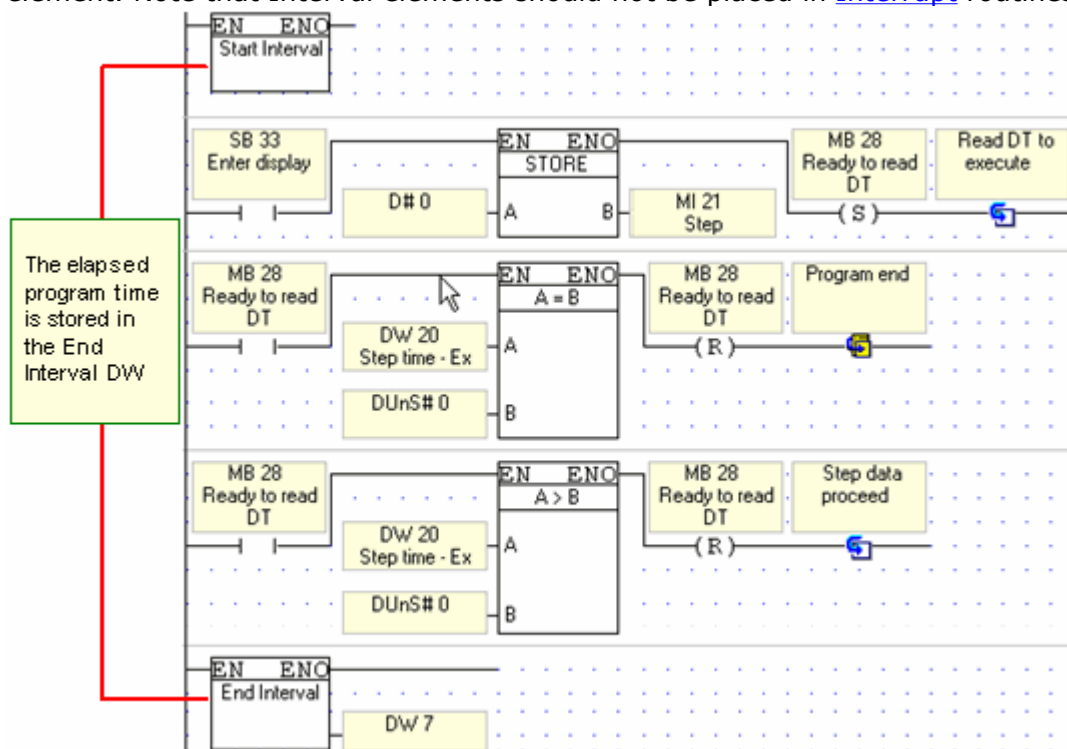 element. Note that Interval elements should not be placed in Interrupt routines
EN ENO
Start Interval
SB 33
Enter display
EN ENO
STORE
MB 28
Ready to read
DT
Read DT to
execute
D# 0
A
B
MI 21
Step
(S)
The elapsed
program time
is stored in
the End
Interval DW
MB 28
Ready to read
DT
EN ENO
A = B
MB 28
Ready to read
DT
Program end
DW 20
Step time - Ex
A
(R)
DUnS# 0
B
MB 28
Ready to read
DT
EN ENO
A > B
MB 28
Ready to read
DT
Step data
proceed
DW 20
Step time - Ex
A
(R)
DUnS# 0
B
EN ENO
End Interval
DW 7